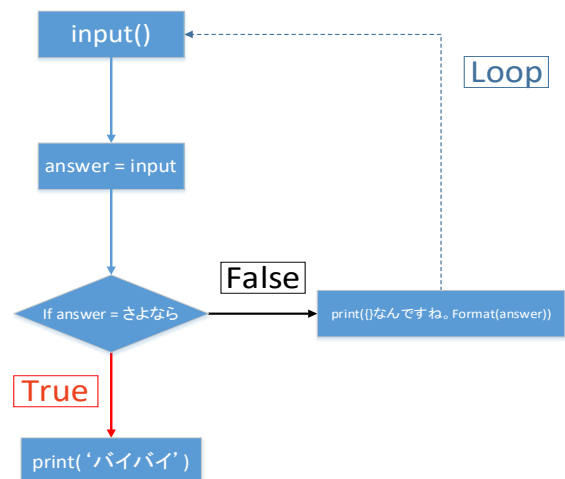 input()
Loop
answer = input
False
If answer = さよなら
print({}なんですね。Format(answer))
True
print(‘バイバイ’)